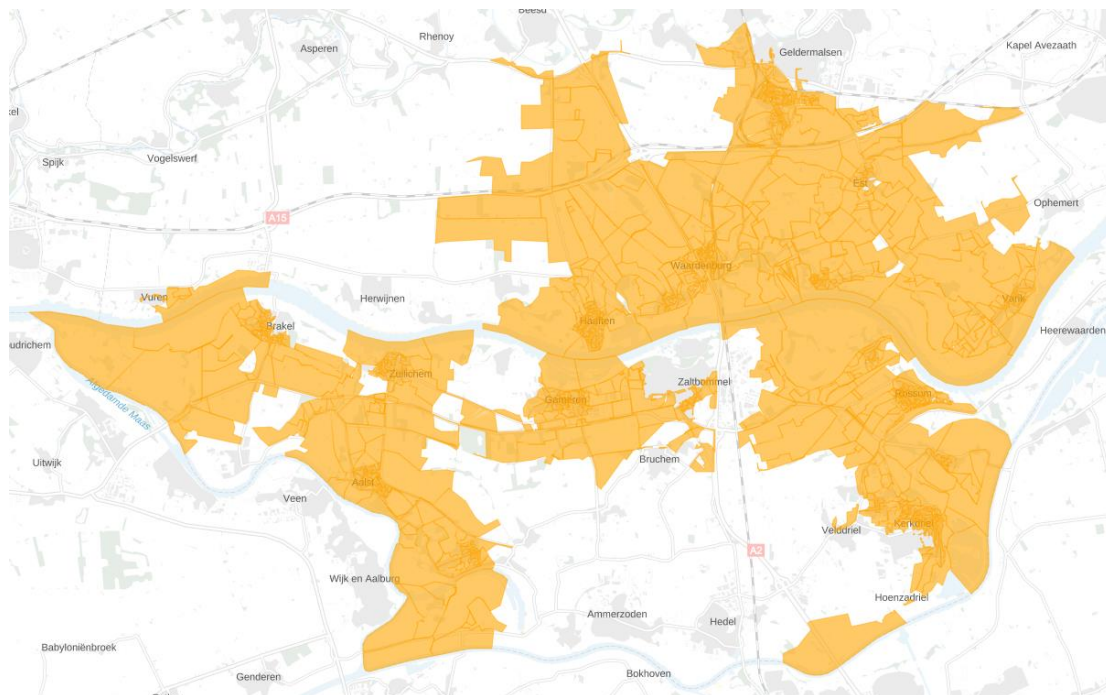 Beesd
Rhenoy
Asperen
Geldermalsen
Kapel Avezaath
Spijk
Vogelswerf
Est
Ophemert
A15
Waardenburg
Vuren
Herwijnen
Varik
Brakel
Haaften
Heerewaarden
oudrichem
Zuilichem
Zaltbommel
Afgedamde Maas
Gameren
Rossum
Uitwijk
Bruchem
Aalst
Veen
Velddriel
Kerkdriel
A2
Wijk en Aalburg
Hoenzadriel
Ammerzoden
Hedel
Babyloniënbroek
Genderen
Bokhoven